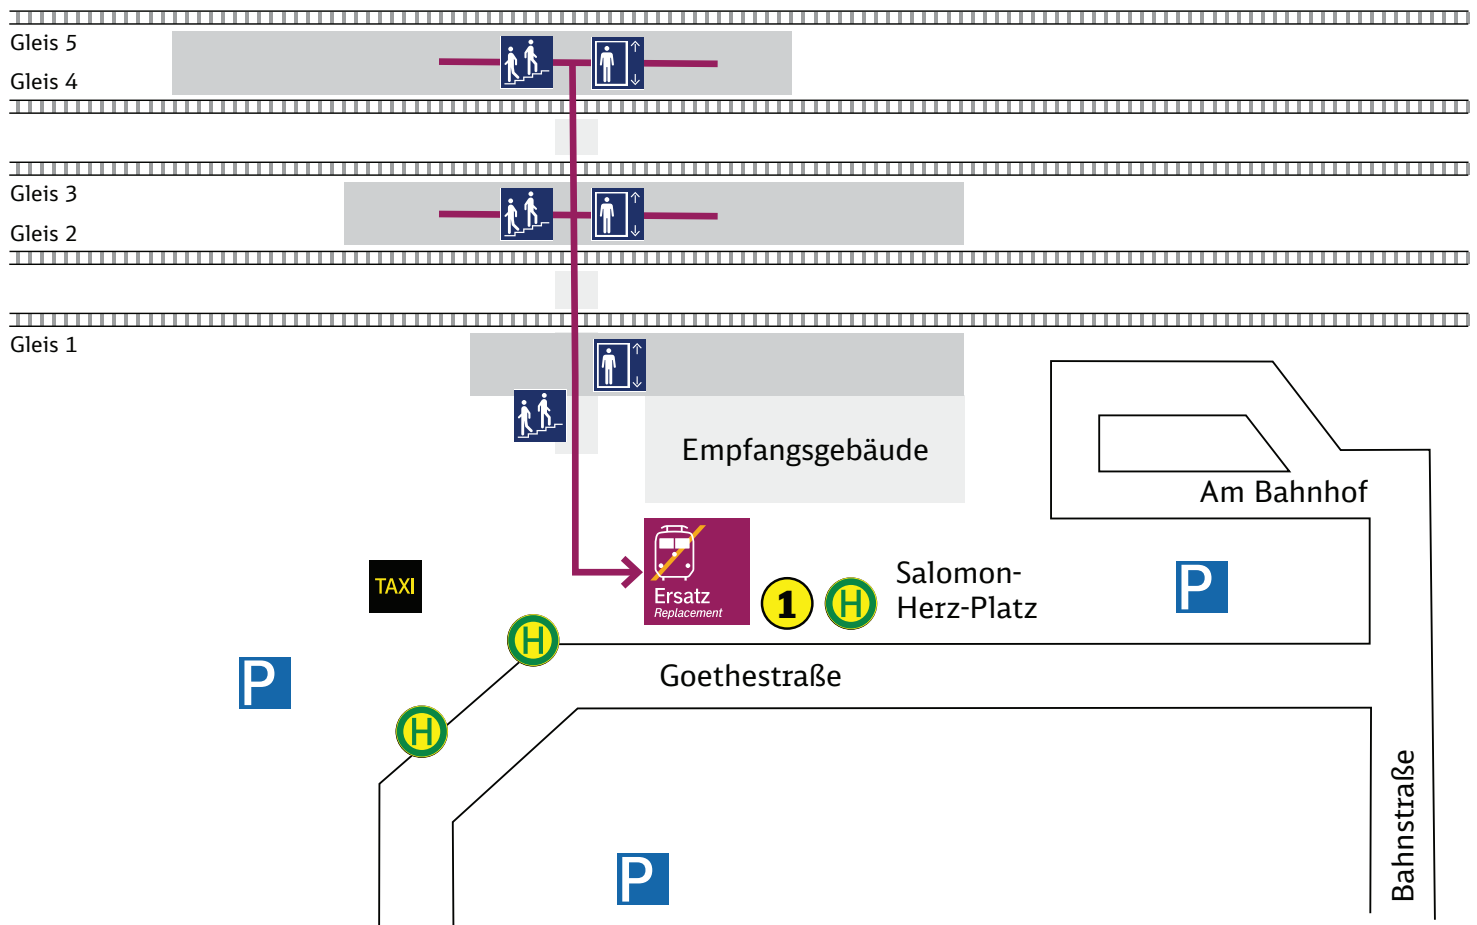 Gleis 5
Gleis 4
Gleis 3
Gleis 2
Gleis 1
Empfangsgebäude
Am Bahnhof
TAXI
Ersatz
Replacement
1
H
Salomon-
Herz-Platz
P
H
Goethestraße
P
H
Bahnstraße
P